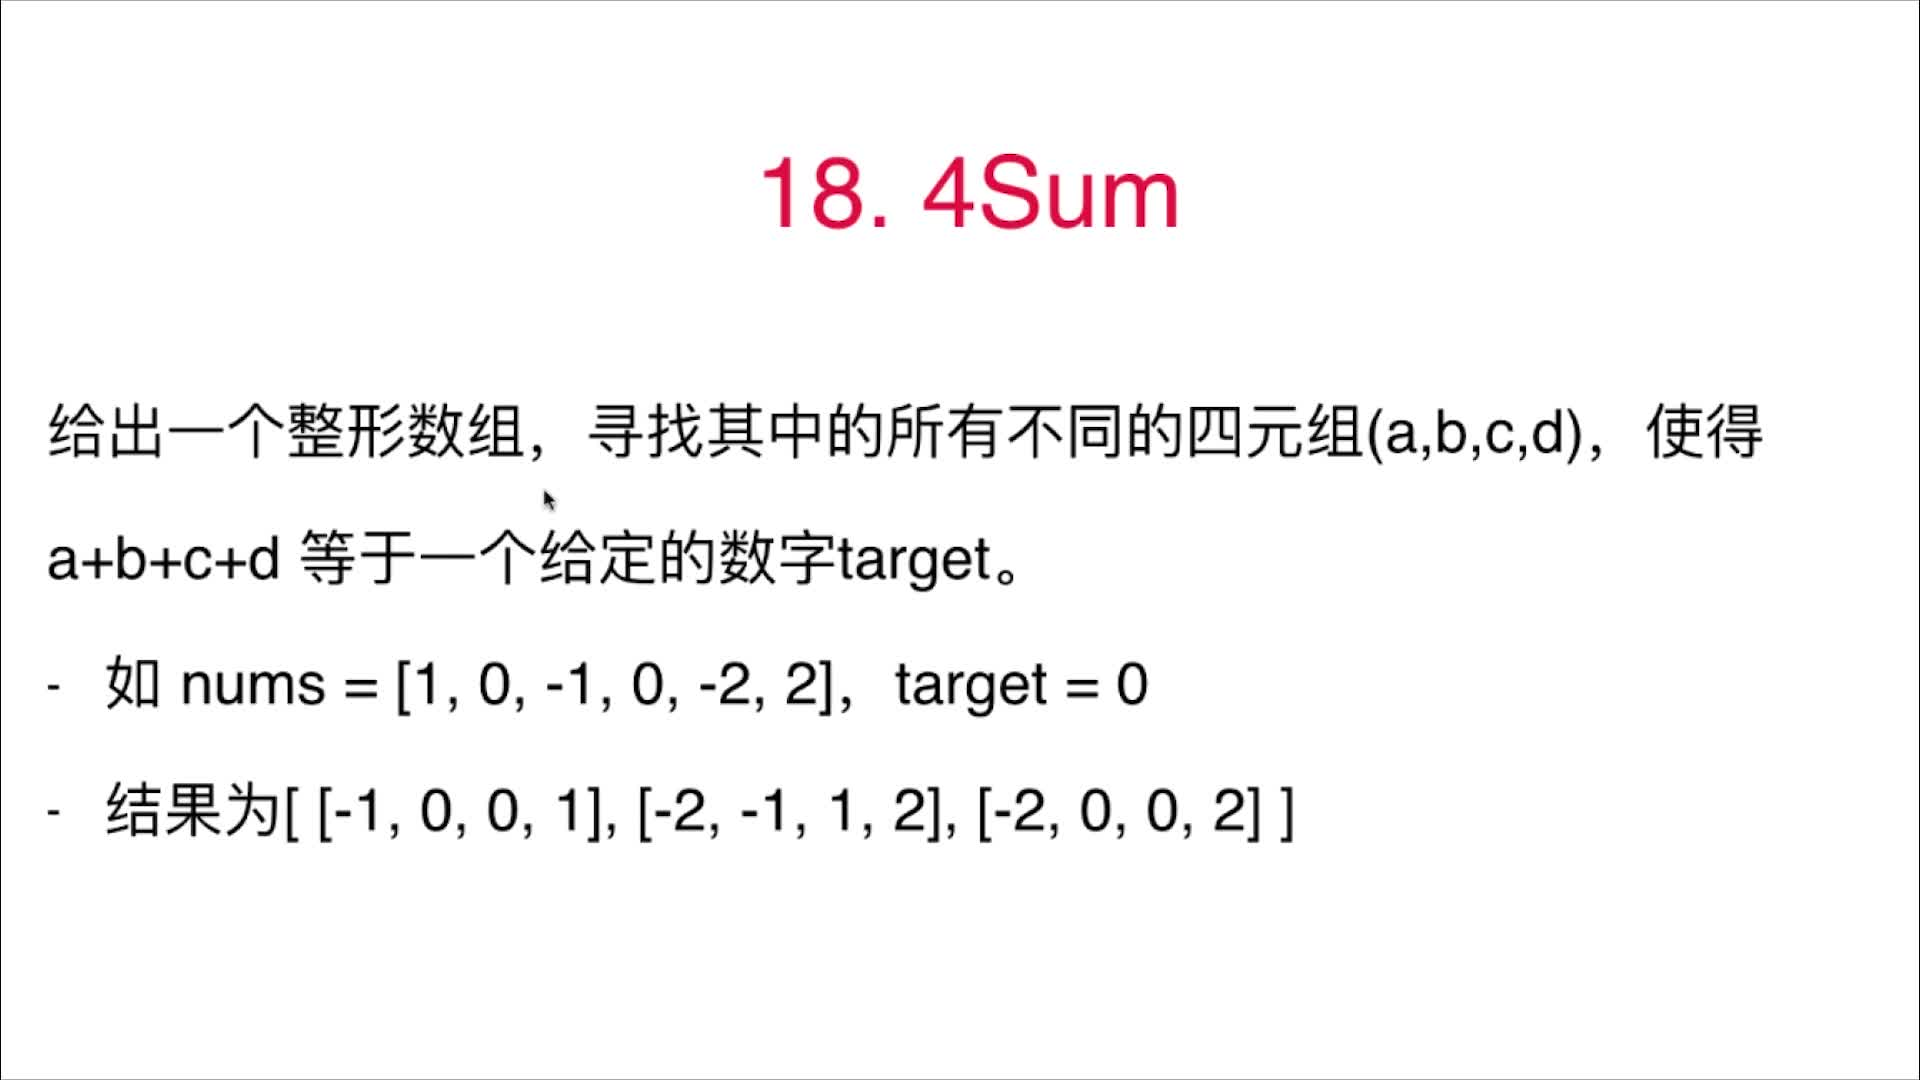 18. 4Sum
给出一个整形数组，寻找其中的所有不同的四元组(a,b,c,d)，使得
a+b+c+d 等于一个给定的数字target。
- 如 nums = [1, 0, -1, 0, -2, 2]，target = 0
- 结果为[ [-1, 0, 0, 1], [-2, -1, 1, 2], [-2, 0, 0, 2] ]